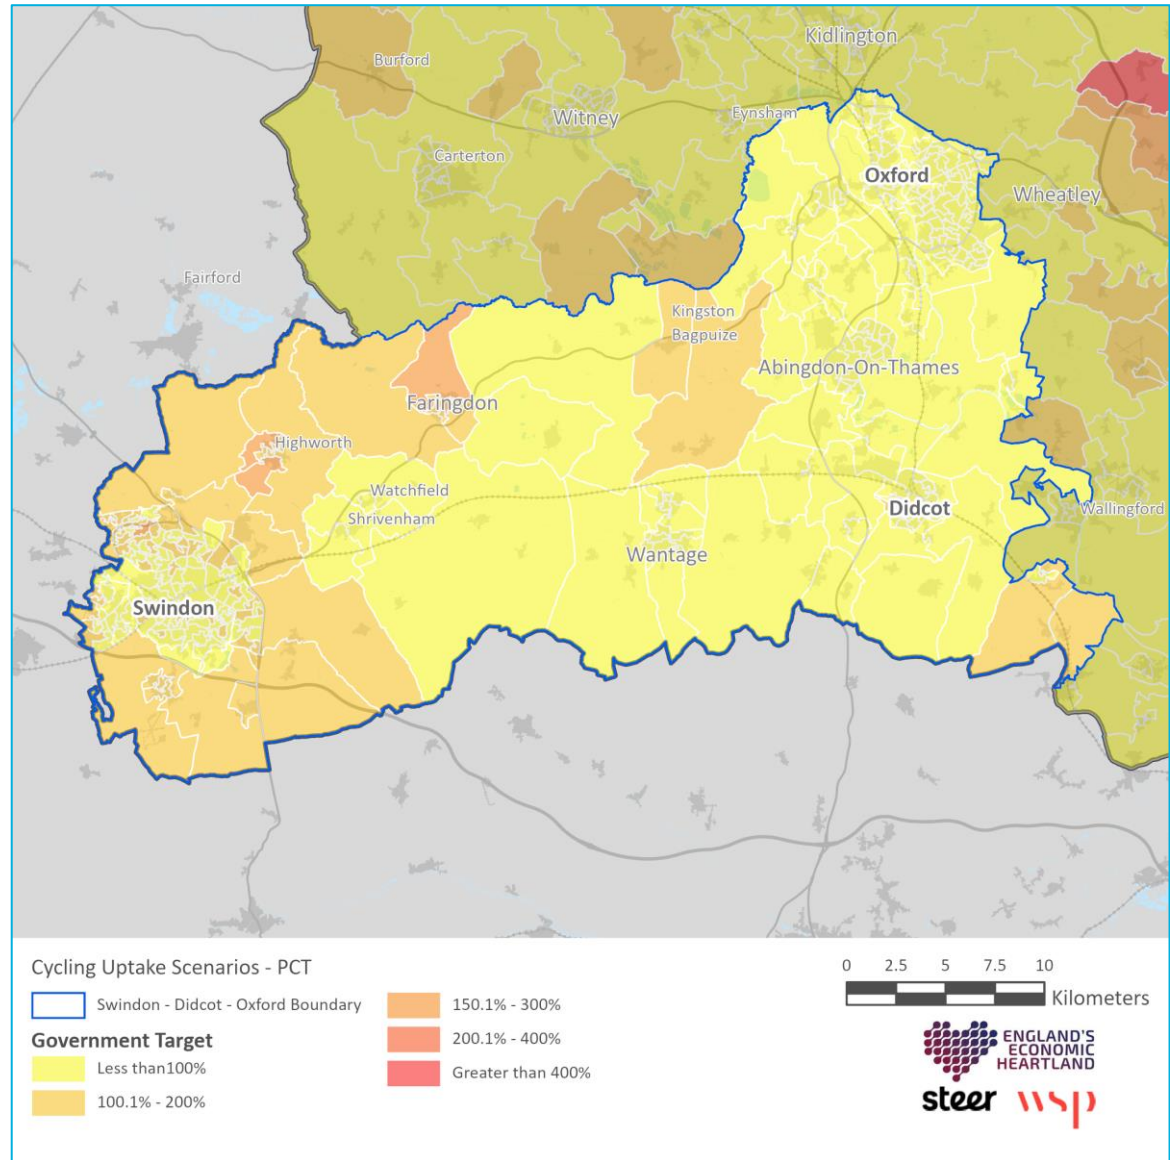 Kidlington
Burford
Witney
Eynsham
Carterton
Oxford
Wheatley
Fairford
Kingston
Bagpuize
Abingdon-On-Thames
Faringdon
Highworth
Watchfield
Shrivenham
Didcot
Wallingford
Wantage
Swindon
Cycling Uptake Scenarios - PCT
Swindon - Didcot - Oxford Boundary
Government Target
Less than100%
100.1% - 200%
150.1% - 300%
200.1% - 400%
Greater than 400%
0 2.5 5 7.5 10
Kilometers
ENGLAND'S
ECONOMIC
HEARTLAND
steer wsp